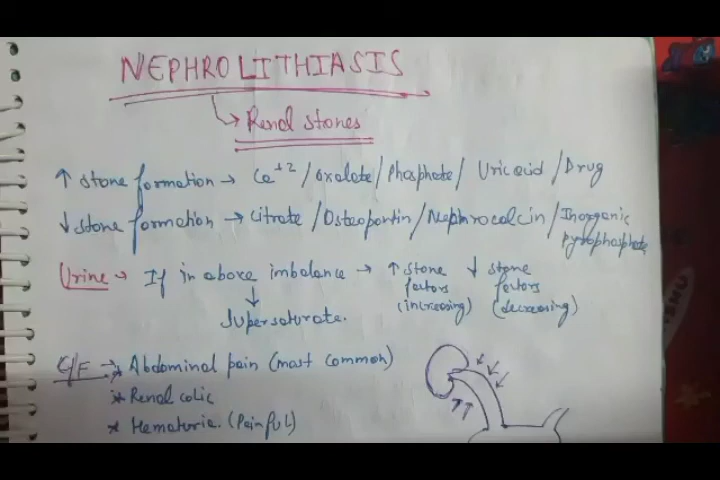 NEPHROLITHIASIS
→ Renal stones
↑ stone formation → Ca+2 / oxalate / Phosphate / Uric acid / Drug
↓ stone formation → citrate / Osteopontin / Nephrocalcin / Inorganic pyrophosphate
Urine → If in above imbalance → ↑ stone factors (increasing) ↓ stone factors (decreasing)
↓
Supersaturate.
C/F → * Abdominal pain (most common)
* Renal colic
* Hematuria. (Painful)
ISHU